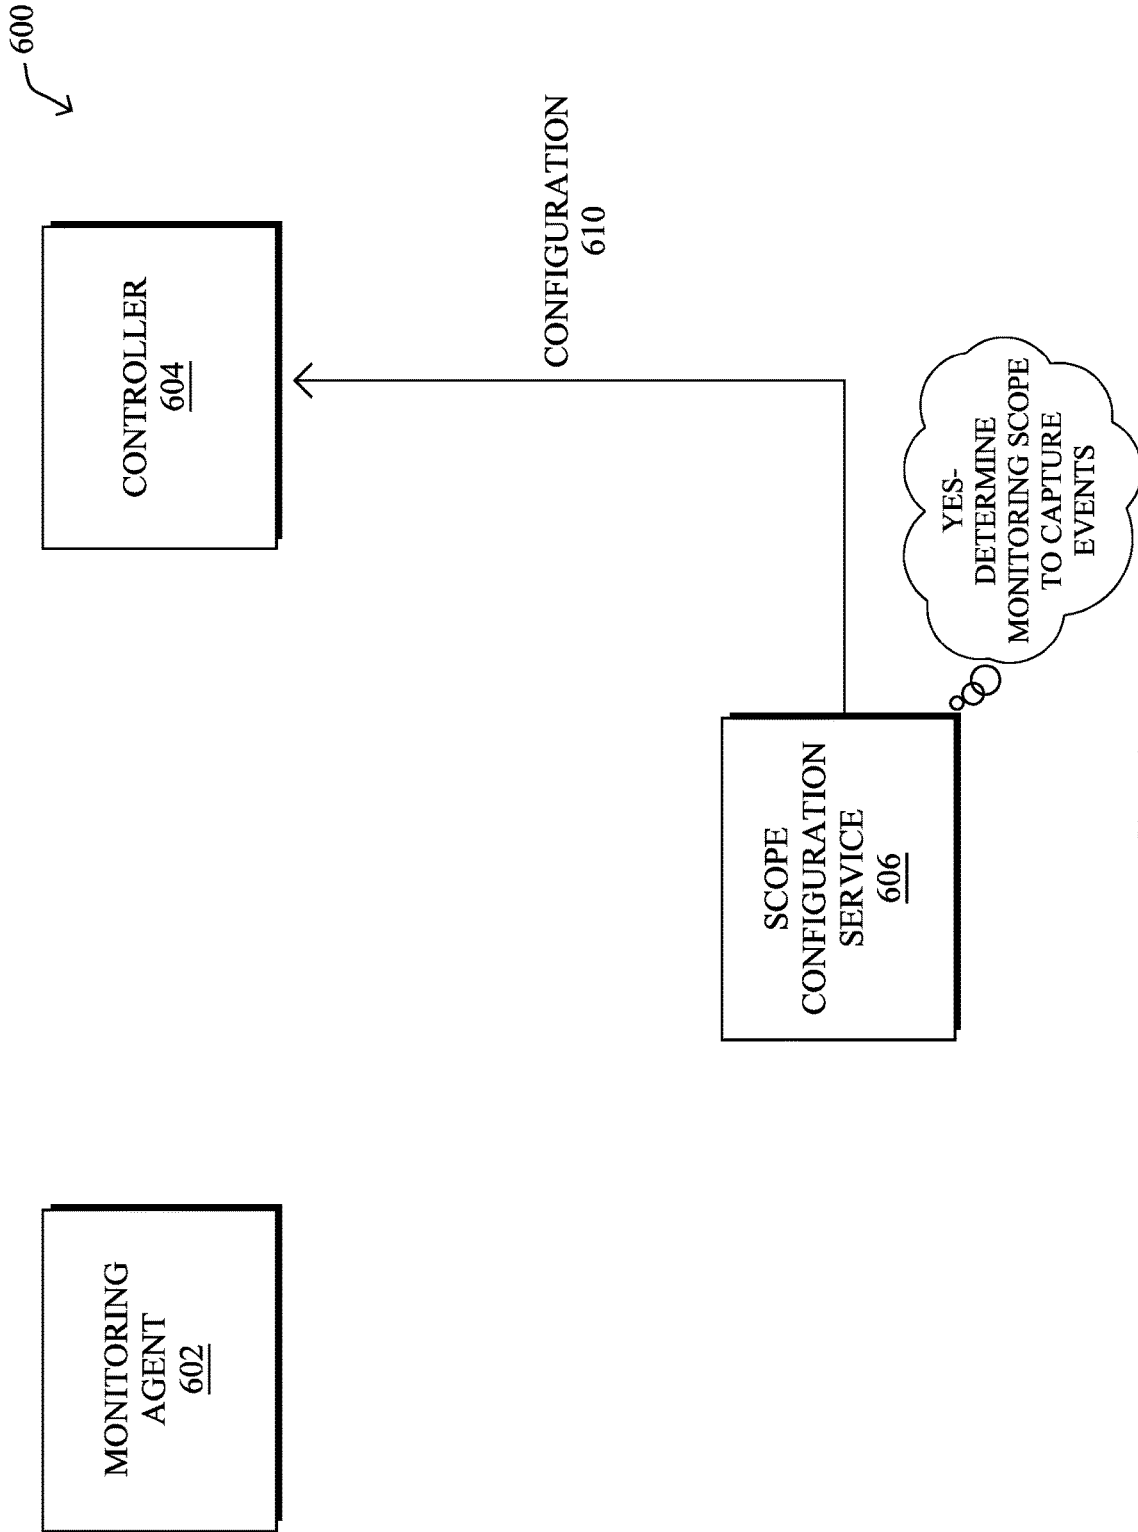 600
MONITORING
AGENT
602
CONTROLLER
604
CONFIGURATION
610
SCOPE
CONFIGURATION
SERVICE
606
YES-
DETERMINE
MONITORING SCOPE
TO CAPTURE
EVENTS